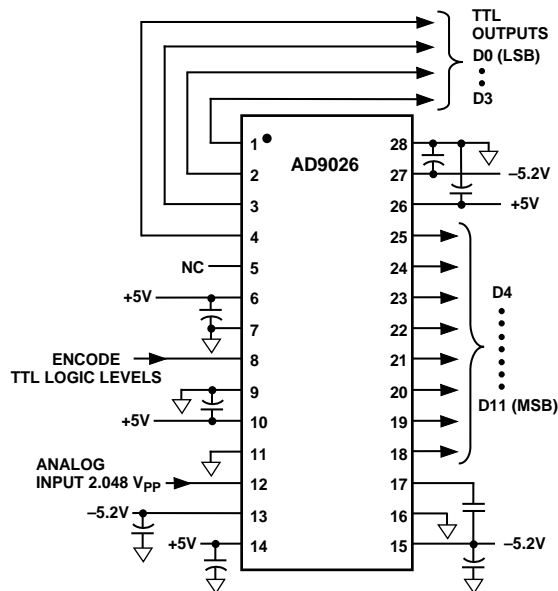 TTL
OUTPUTS
D0 (LSB)
D3
AD9026
1
2
3
4
NC
5
+5V
6
7
ENCODE
TTL LOGIC LEVELS
8
9
+5V
10
11
ANALOG
INPUT 2.048 VPP
12
–5.2V
13
+5V
14
28
27
–5.2V
26
+5V
25
24
23
22
21
20
19
18
D4
D11 (MSB)
17
16
15
–5.2V